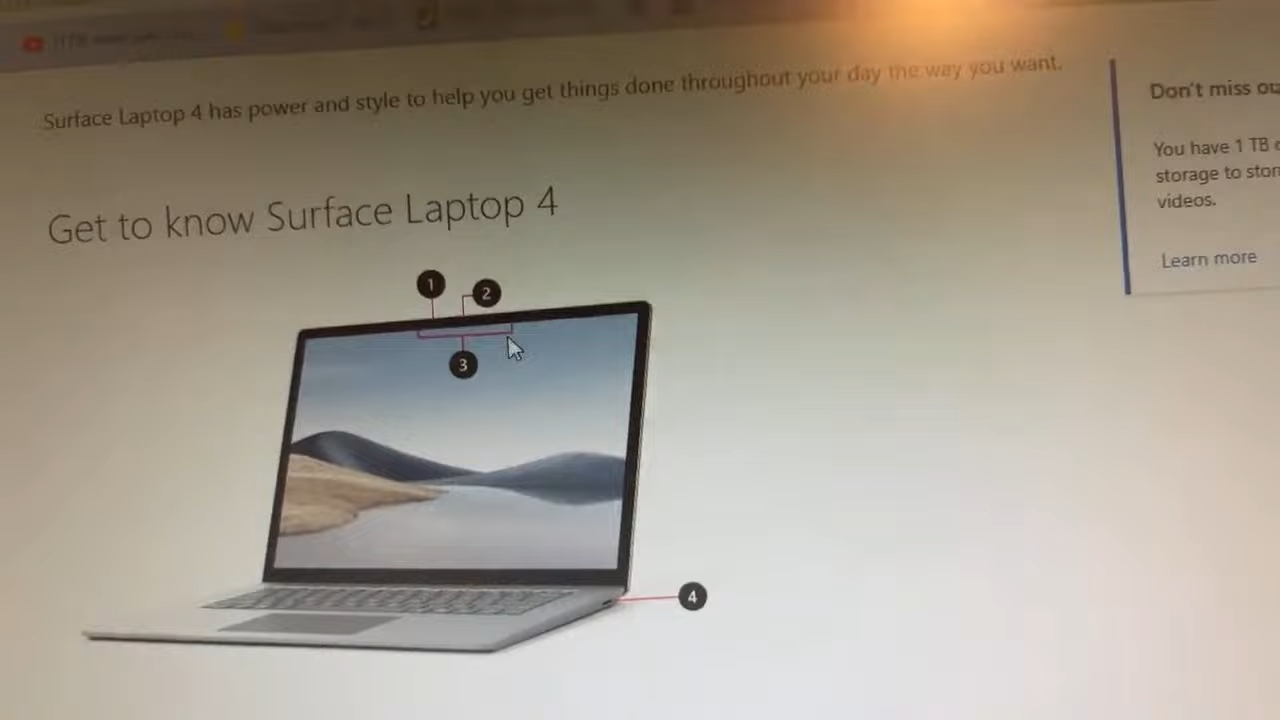 Surface Laptop 4 has power and style to help you get things done throughout your day the way you want.
Get to know Surface Laptop 4
1
2
3
4
Don't miss
You have 1 TB
storage to
videos.
Learn more